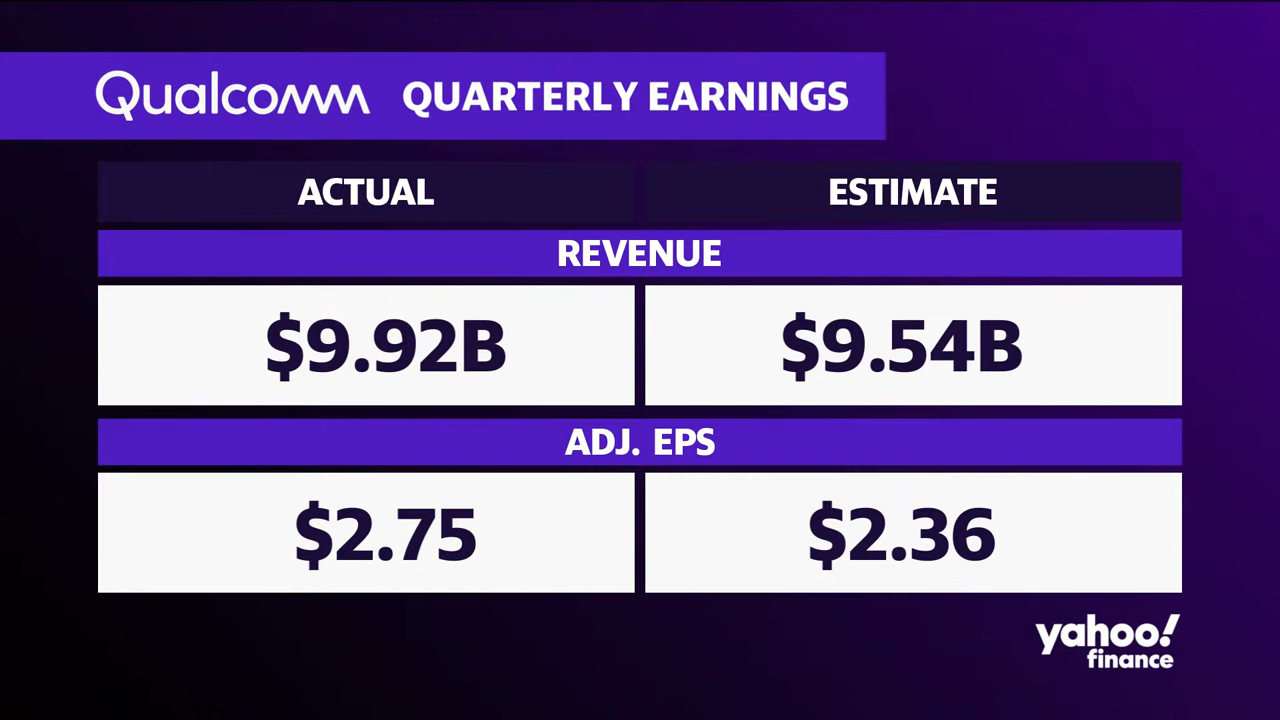 Qualcomm QUARTERLY EARNINGS
ACTUAL ESTIMATE
REVENUE
$9.92B $9.54B
ADJ. EPS
$2.75 $2.36
yahoo!
finance